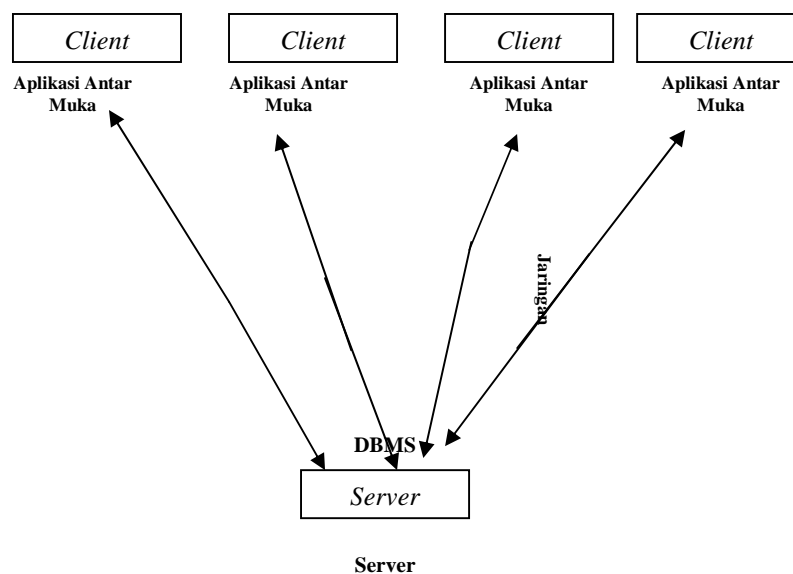 Client
Client
Client
Client
Aplikasi Antar
Muka
Aplikasi Antar
Muka
Aplikasi Antar
Muka
Aplikasi Antar
Muka
Jaringan
DBMS
Server
Server